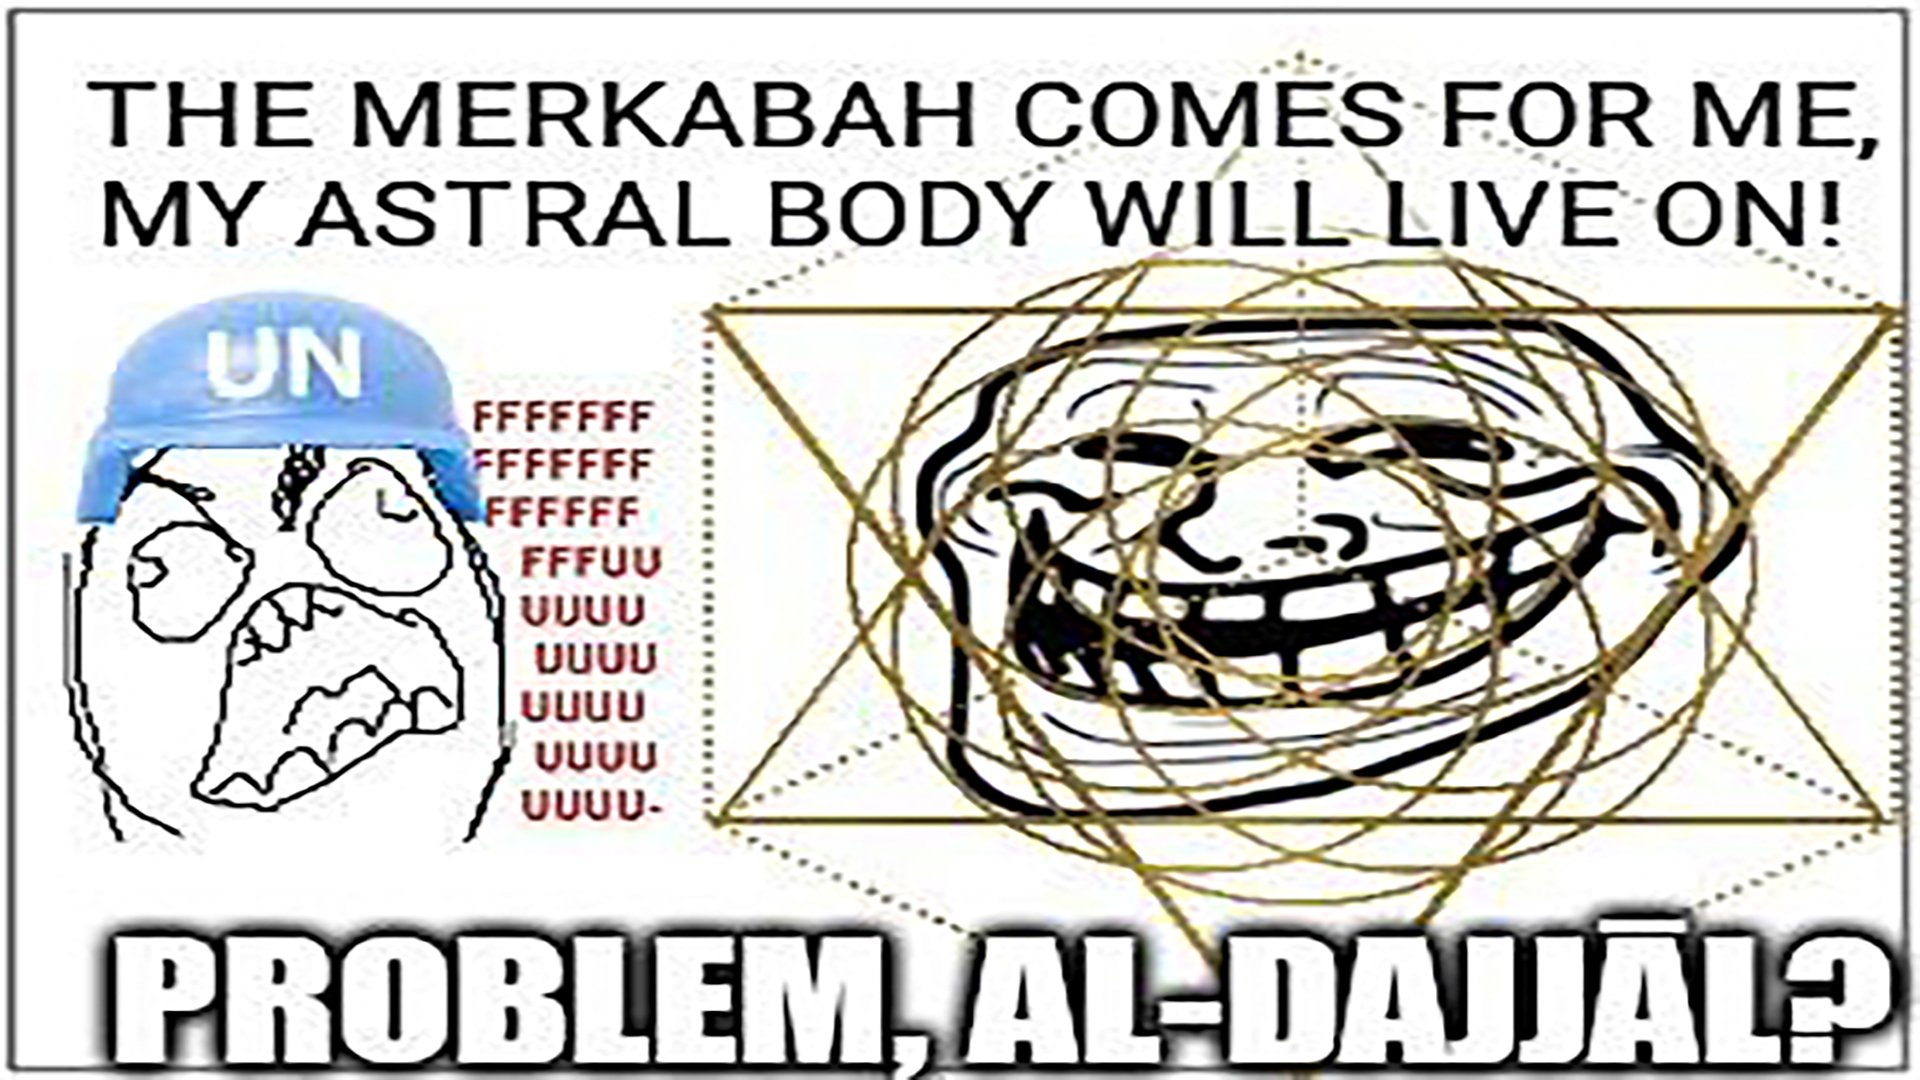 THE MERKABAH COMES FOR ME,
MY ASTRAL BODY WILL LIVE ON!
UN
FFFFFFF
FFFFFFF
FFFFFF
FFFUU
UUUU
UUUU
UUUU
UUUU
UUUU-
PROBLEM, AL-DAJJĀL?